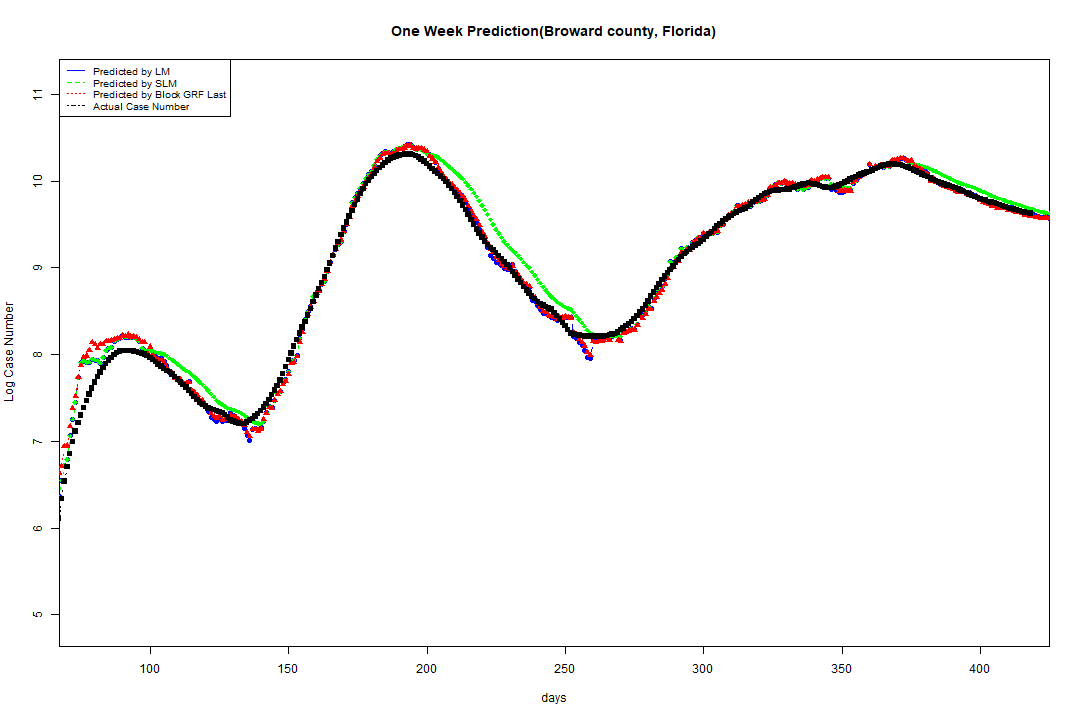 One Week Prediction(Broward county, Florida)
Predicted by LM
Predicted by SLM
Predicted by Block GRF Last
Actual Case Number
11
10
9
8
7
6
5
Log Case Number
100 150 200 250 300 350 400
days